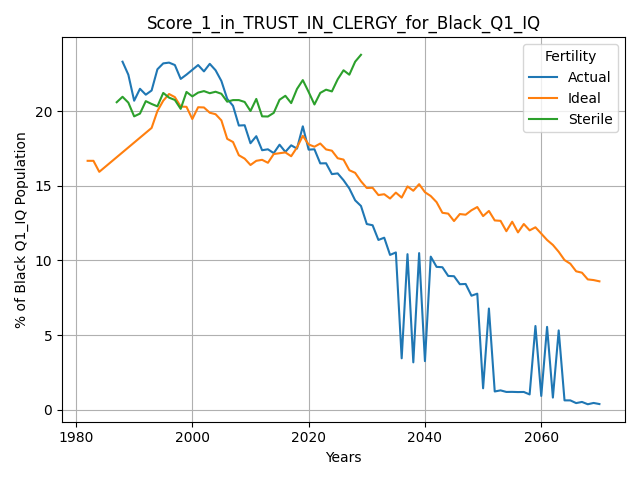 Score_1_in_TRUST_IN_CLERGY_for_Black_Q1_IQ
% of Black Q1_IQ Population
20
15
10
5
0
1980
2000
2020
2040
2060
Years
Fertility
Actual
Ideal
Sterile